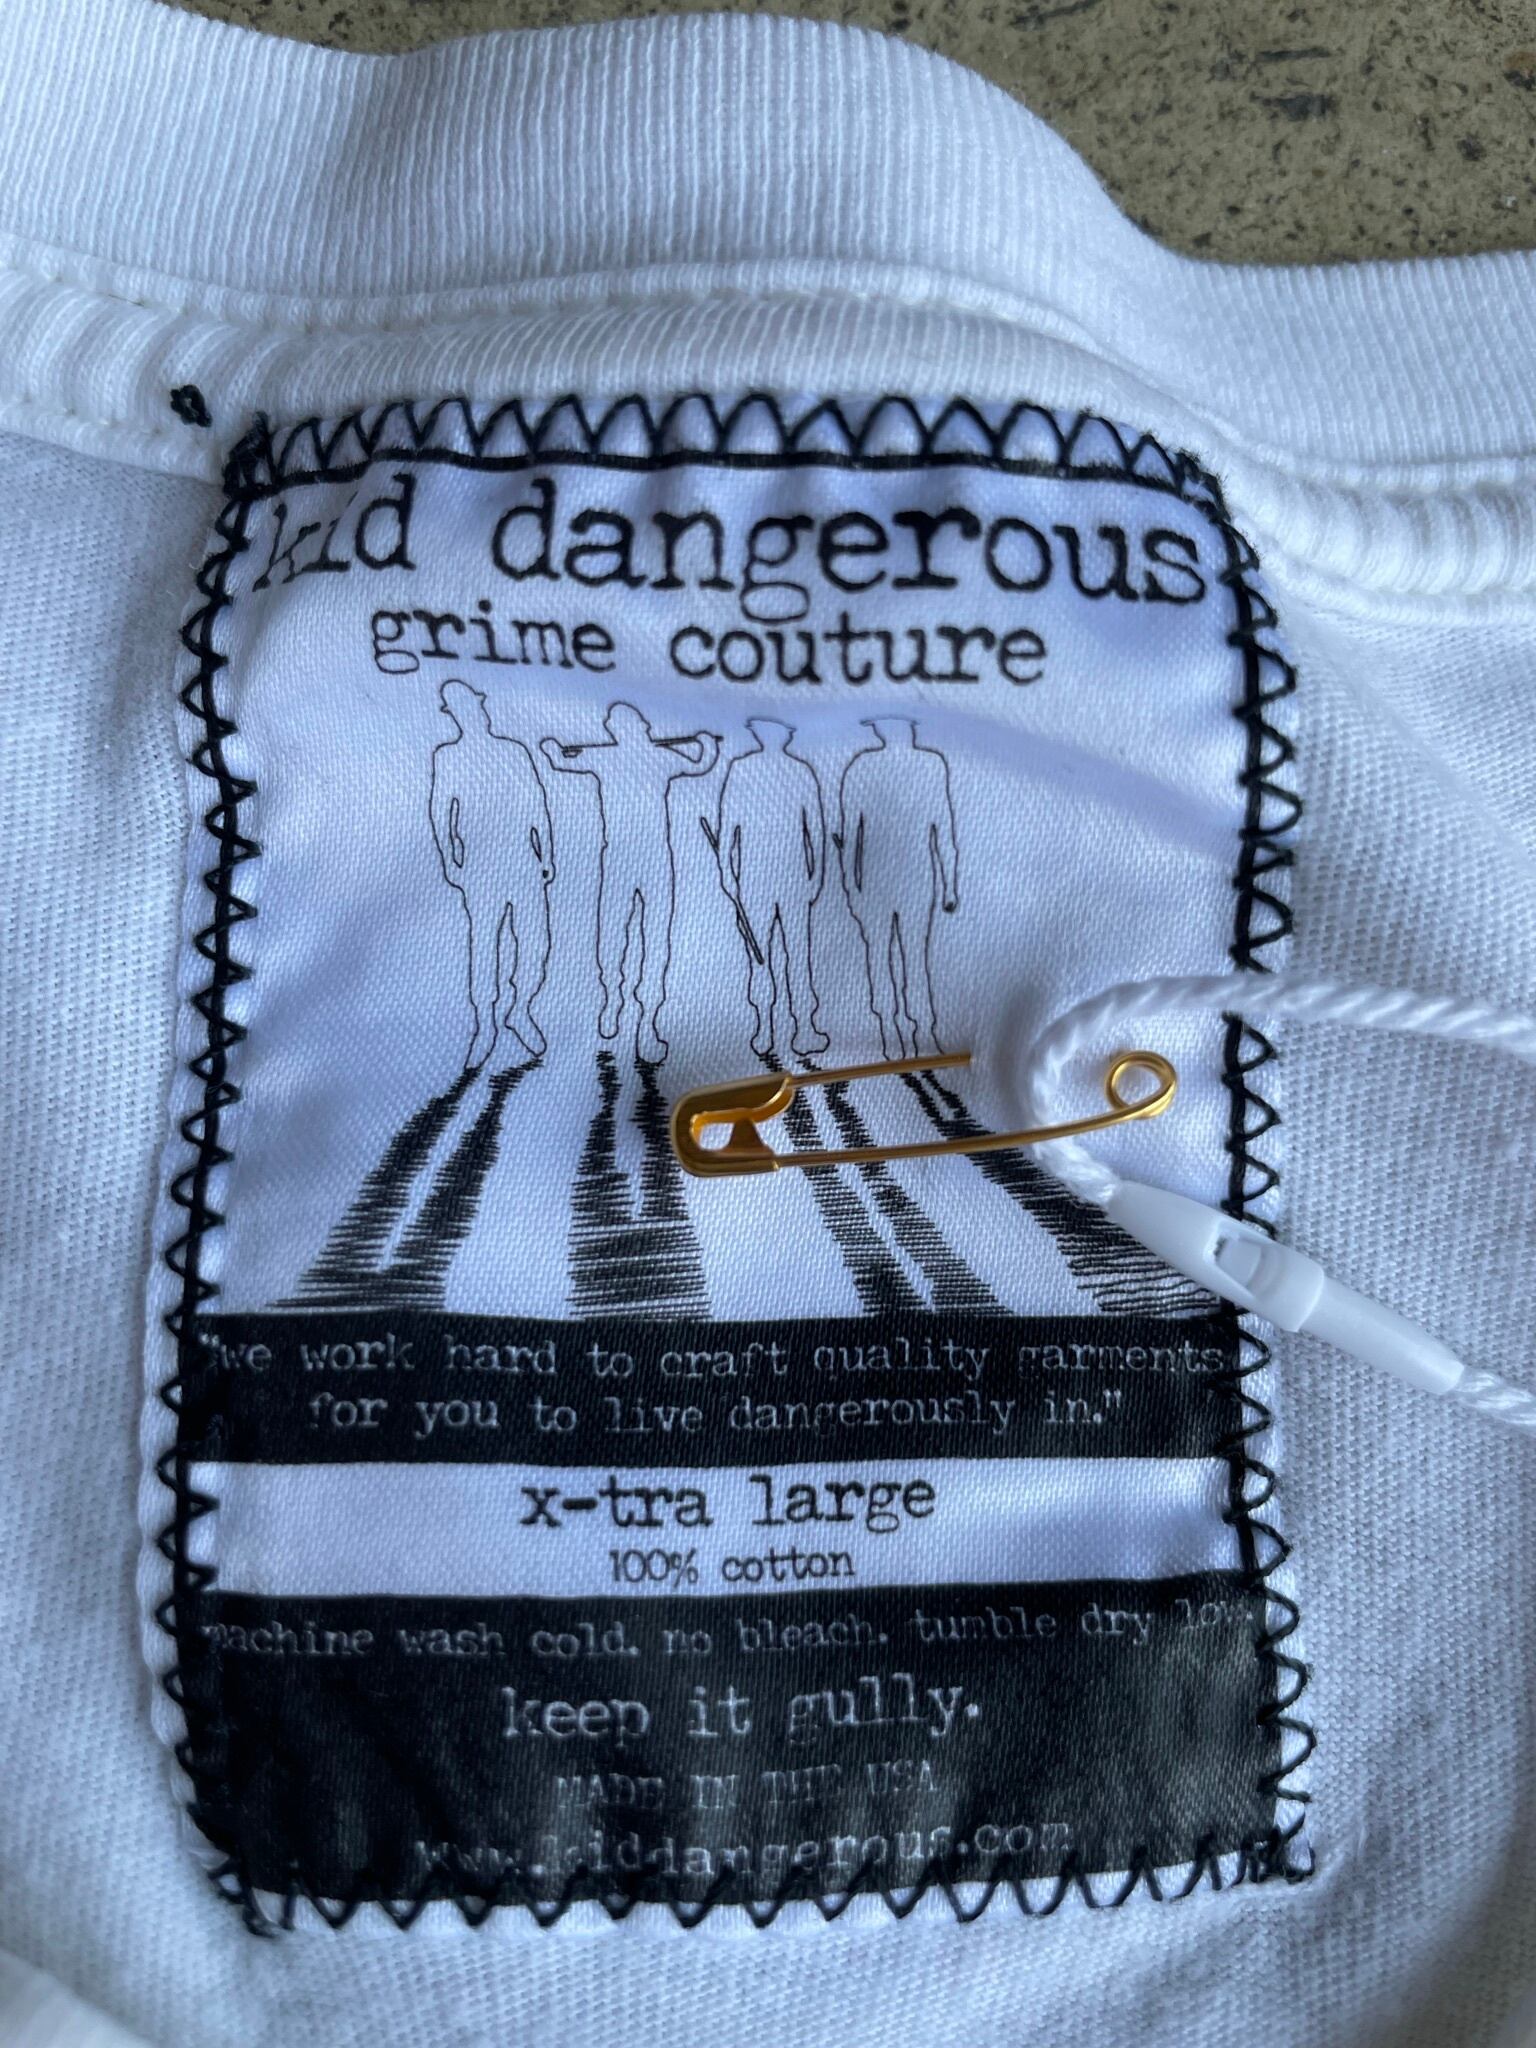 kid dangerous
grime couture
"we work hard to craft quality garments
for you to live dangerously in."
x-tra large
100% cotton
machine wash cold. no bleach. tumble dry low.
keep it gully.
MADE IN THE USA
www.kiddangerous.com